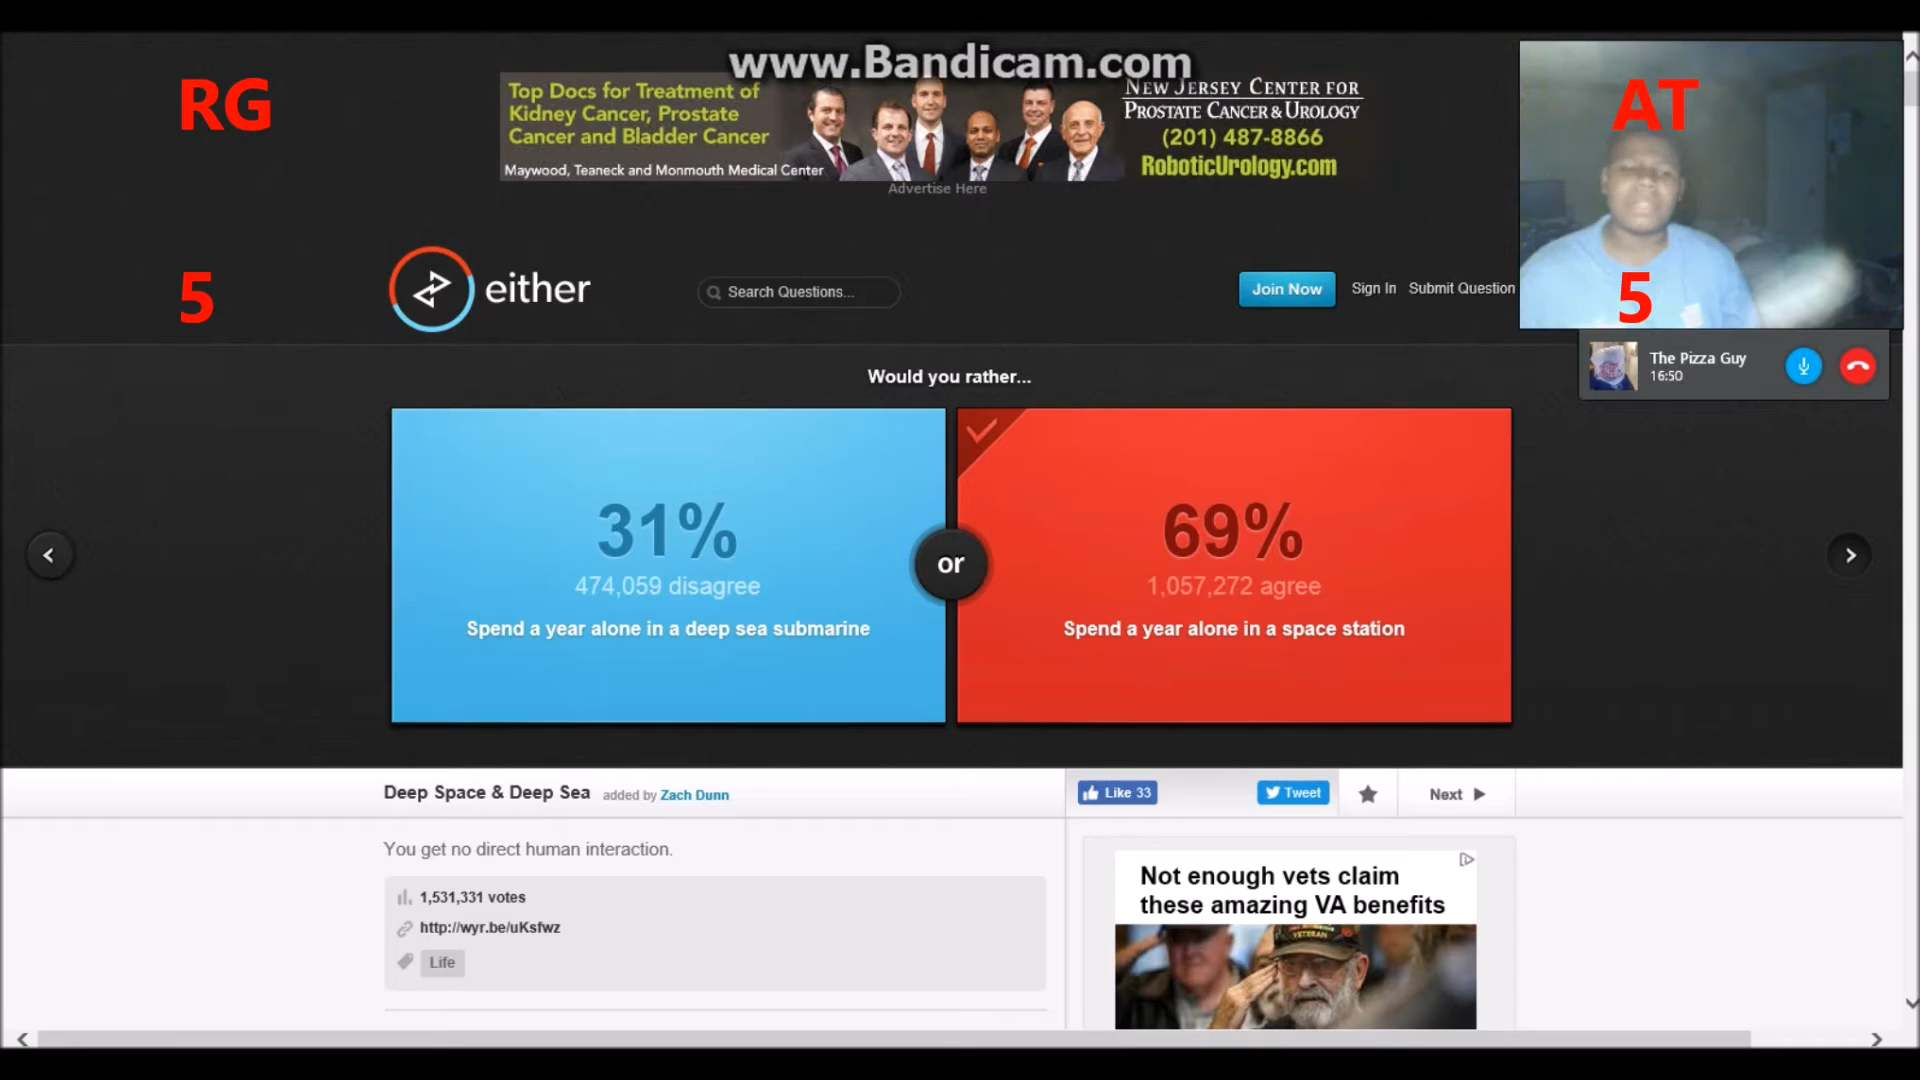 www.Bandicam.com
RG
AT
Top Docs for Treatment of
Kidney Cancer, Prostate
Cancer and Bladder Cancer
Maywood, Teaneck and Monmouth Medical Center
NEW JERSEY CENTER FOR
PROSTATE CANCER & UROLOGY
(201) 487-8866
RoboticUrology.com
Advertise Here
5
either
Search Questions...
Join Now
Sign In
Submit Question
5
The Pizza Guy
16:50
Would you rather...
31%
474,059 disagree
Spend a year alone in a deep sea submarine
or
69%
1,057,272 agree
Spend a year alone in a space station
Deep Space & Deep Sea added by Zach Dunn
Like 33
Tweet
Next
You get no direct human interaction.
1,531,331 votes
http://wyr.be/uKsfwz
Life
Not enough vets claim
these amazing VA benefits
VETERAN